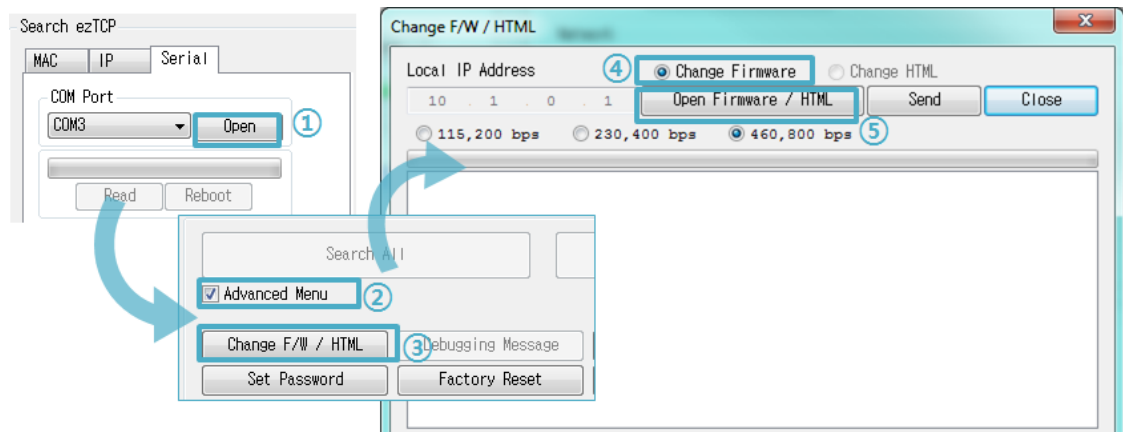 Search ezTCP
MAC IP Serial
COM Port
COM3 Open ①
Read Reboot
Search All
Advanced Menu ②
Change F/W / HTML ③ Debugging Message
Set Password Factory Reset
Change F/W / HTML
Local IP Address ④ Change Firmware Change HTML
10 . 1 . 0 . 1 Open Firmware / HTML Send Close
115,200 bps 230,400 bps 460,800 bps ⑤